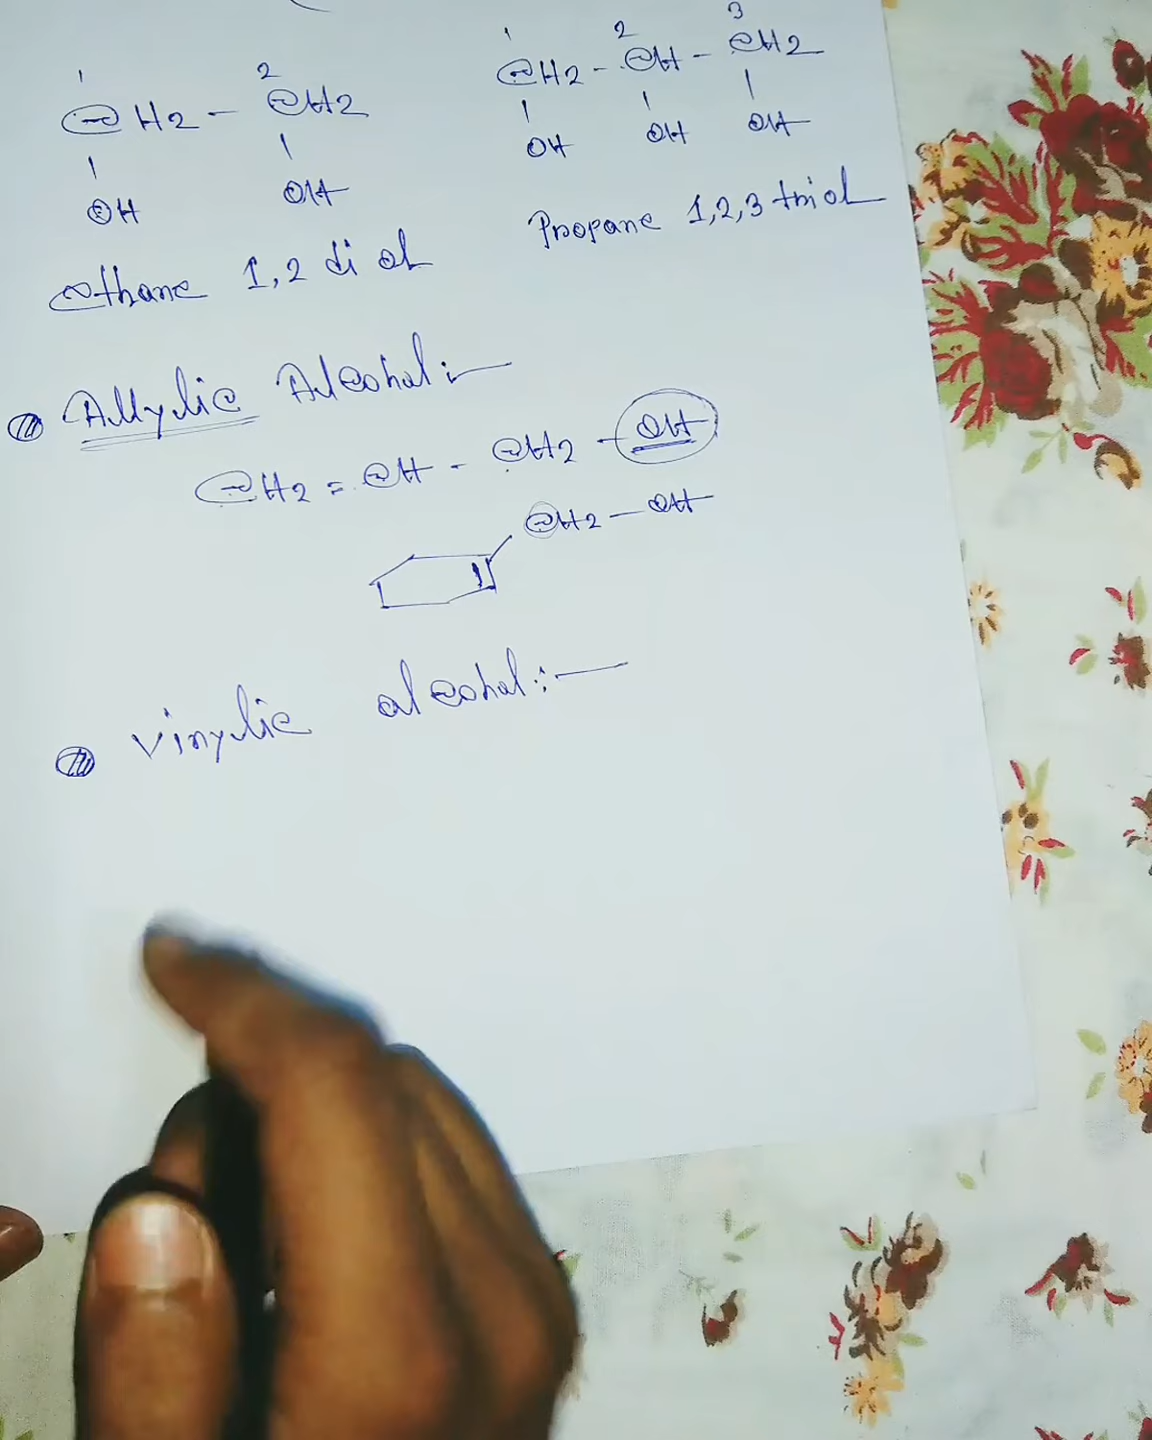 1 2
CH2 - CH2
| |
OH OH
ethane 1,2 di ol
1 2 3
CH2 - CH - CH2
| | |
OH OH OH
Propane 1,2,3 triol
Allylic Alcohol :-
CH2 = CH - CH2 - OH
CH2 - OH
Vinylic alcohol :-